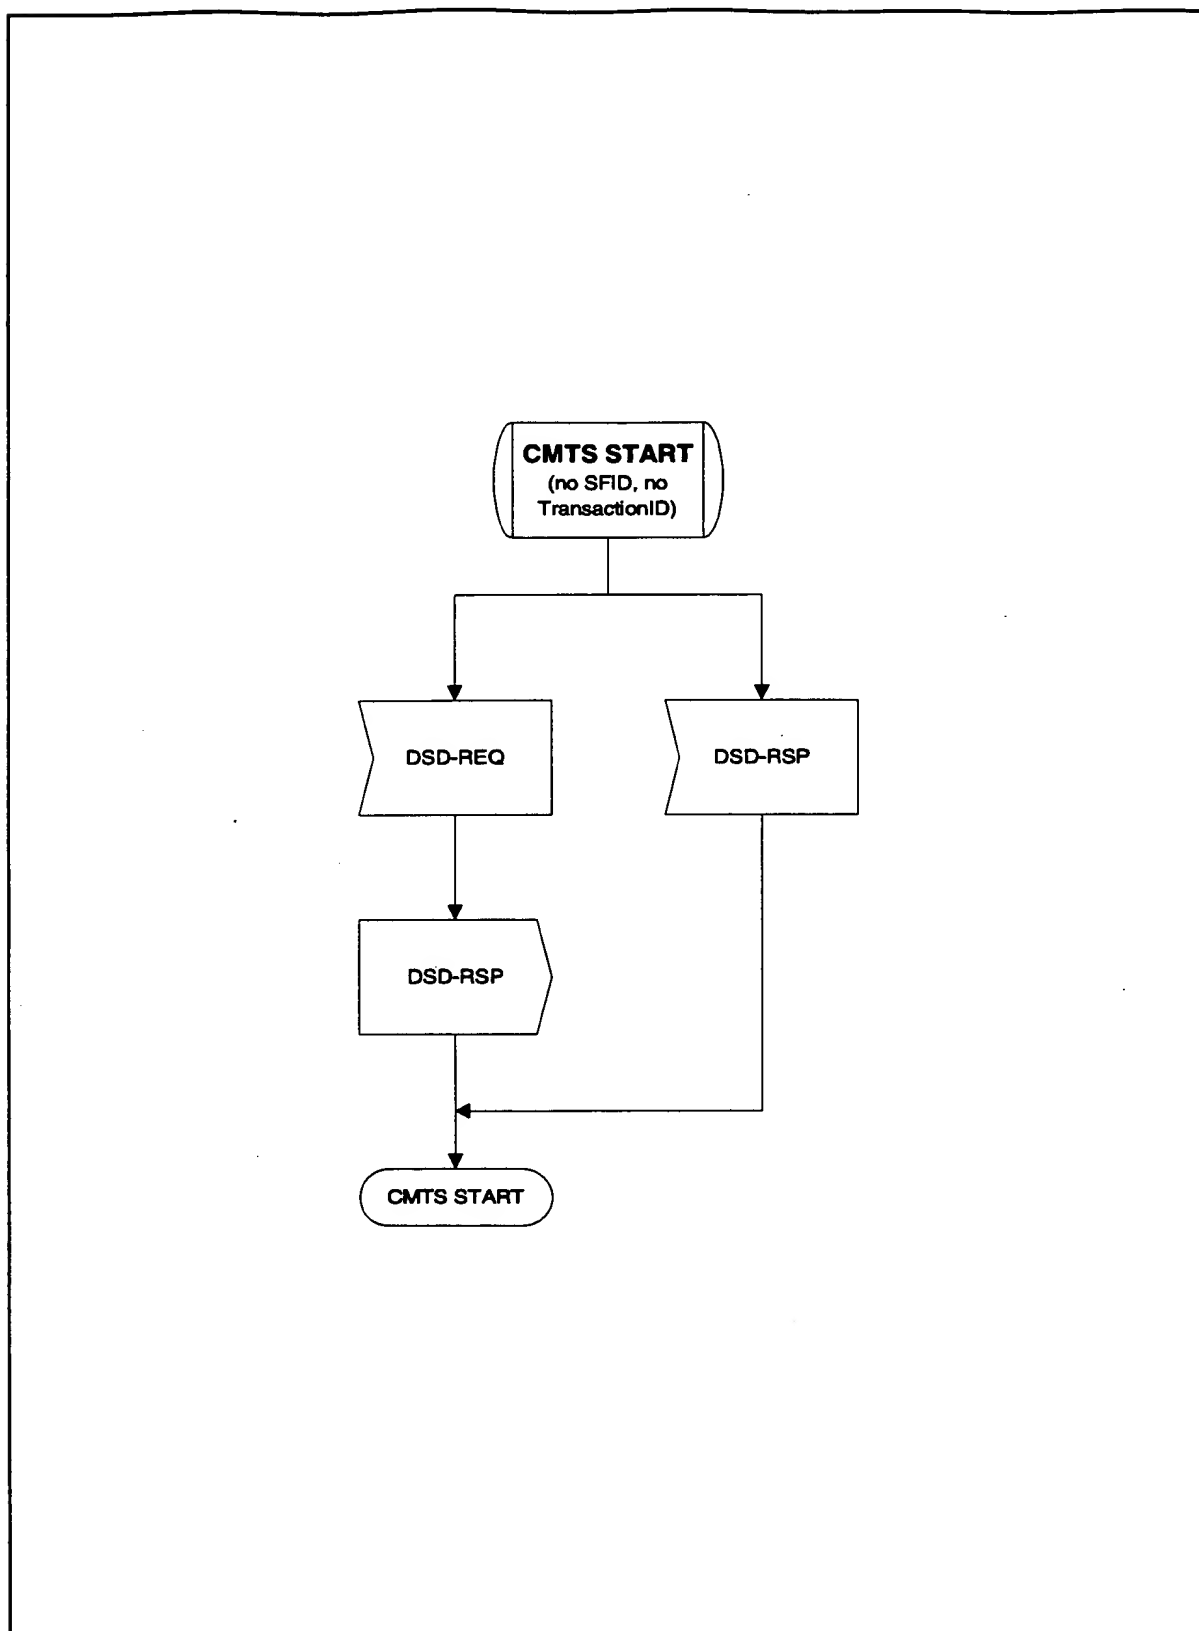 CMTS START
(no SFID, no
TransactionID)
DSD-REQ
DSD-RSP
DSD-RSP
CMTS START